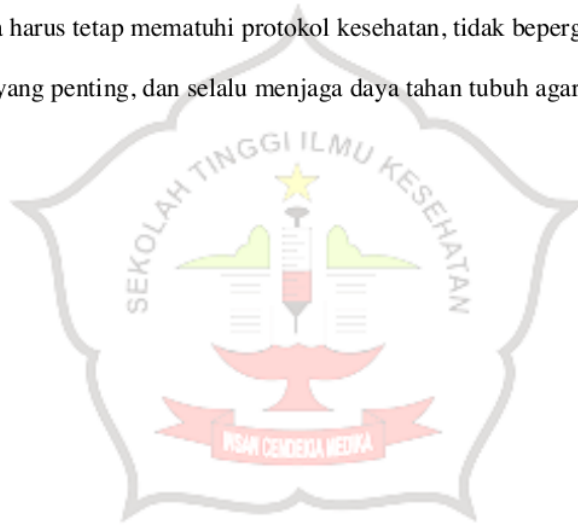 harus tetap mematuhi protokol kesehatan, tidak beperg
yang penting, dan selalu menjaga daya tahan tubuh agar
SEKOLAH TINGGI ILMU KESEHATAN
INSAN CENDEKIA MEDIKA